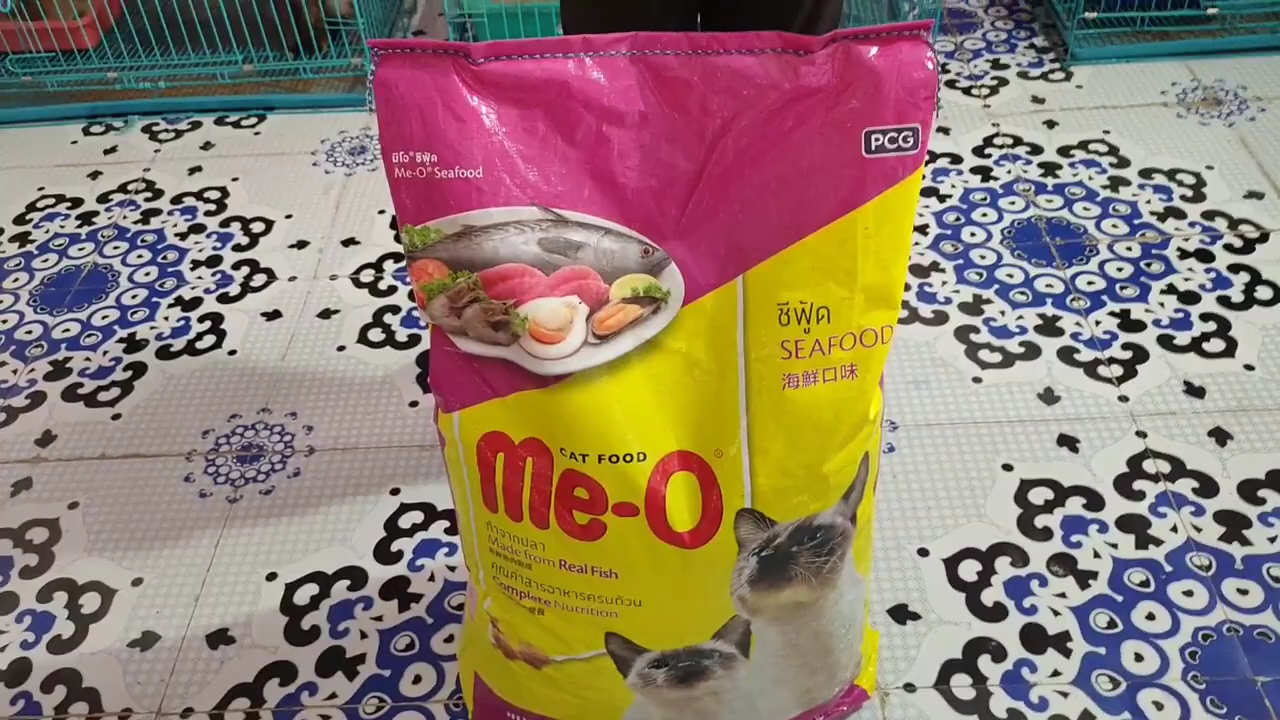 มีโอ® ซีฟู้ด
Me-O® Seafood
PCG
ซีฟู้ด
SEAFOOD
海鮮口味
CAT FOOD
me-O®
ทำจากปลา
Made from Real Fish
คุณค่าสารอาหารครบถ้วน
Complete Nutrition